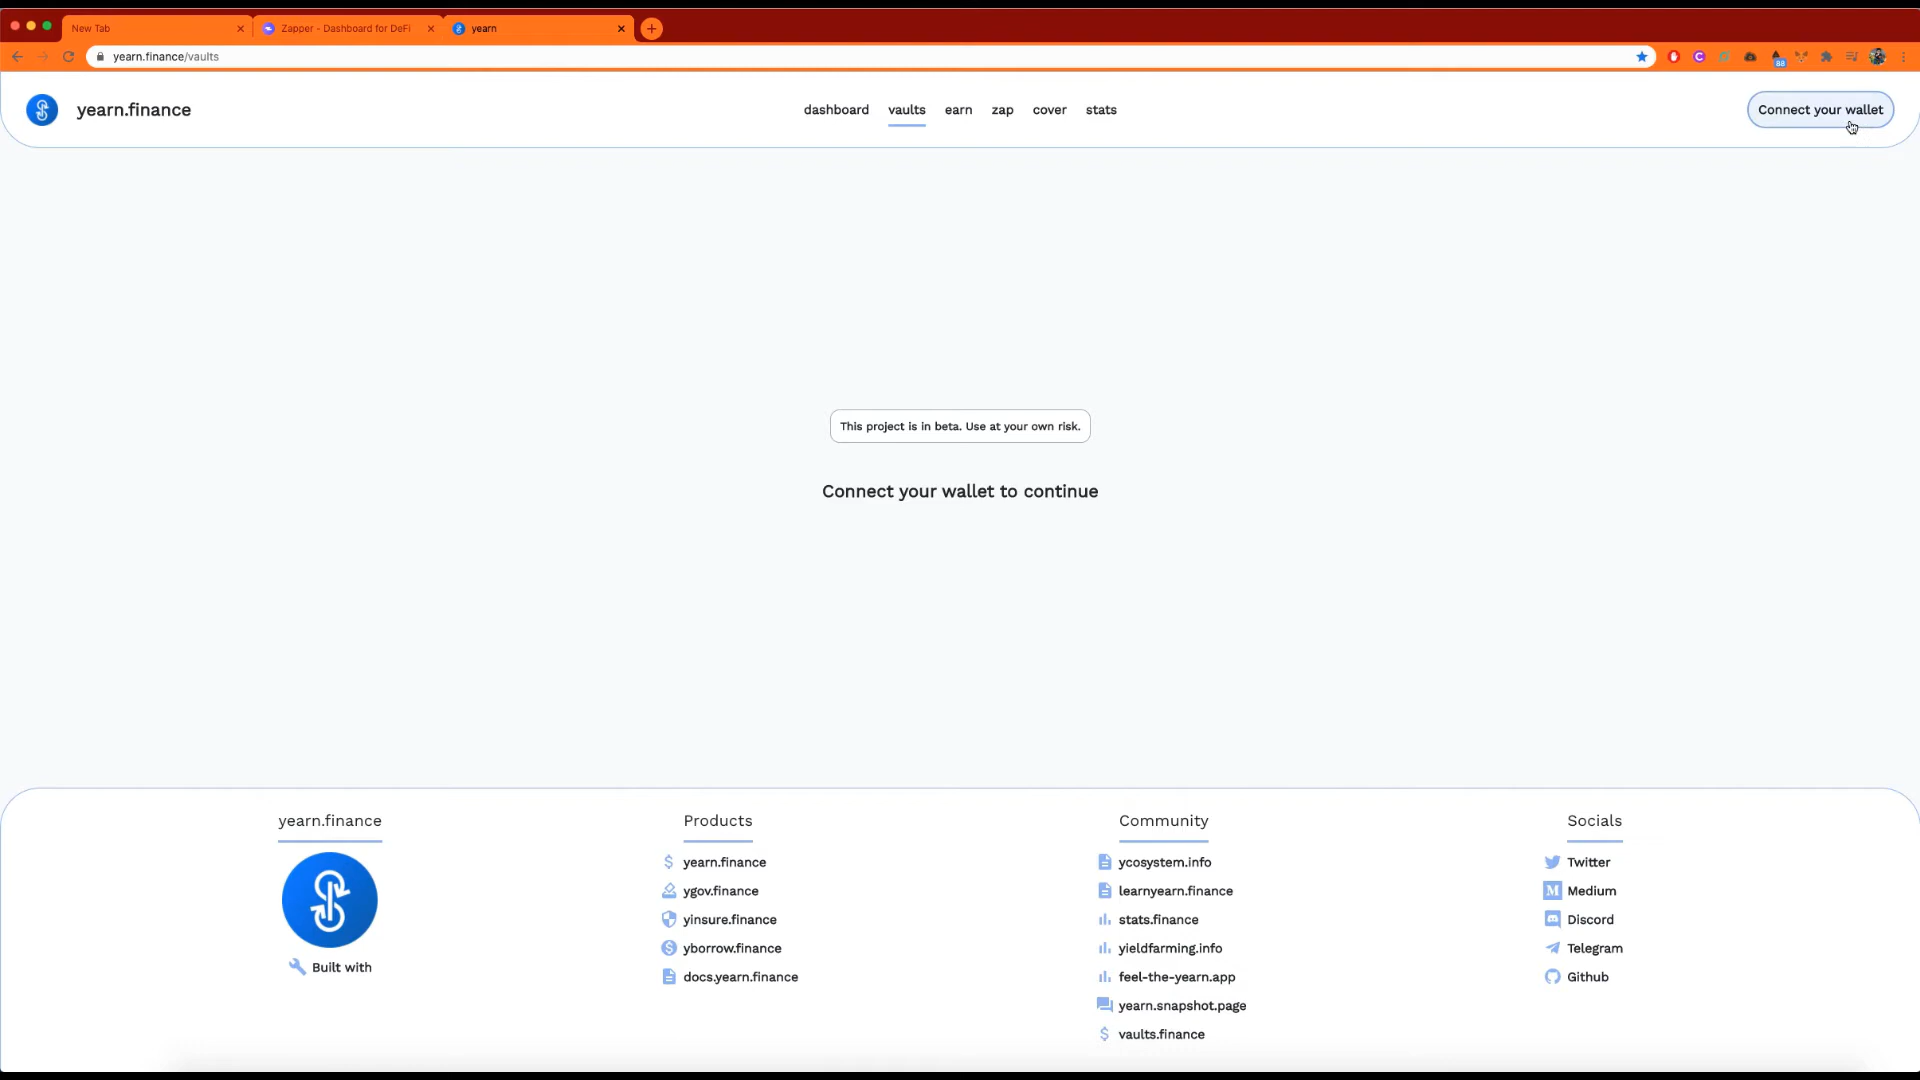 New Tab
Zapper - Dashboard for DeFi
yearn
yearn.finance/vaults
88
yearn.finance
dashboard
vaults
earn
zap
cover
stats
Connect your wallet
This project is in beta. Use at your own risk.
Connect your wallet to continue
yearn.finance
Built with
Products
yearn.finance
ygov.finance
yinsure.finance
yborrow.finance
docs.yearn.finance
Community
ycosystem.info
learnyearn.finance
stats.finance
yieldfarming.info
feel-the-yearn.app
yearn.snapshot.page
vaults.finance
Socials
Twitter
Medium
Discord
Telegram
Github